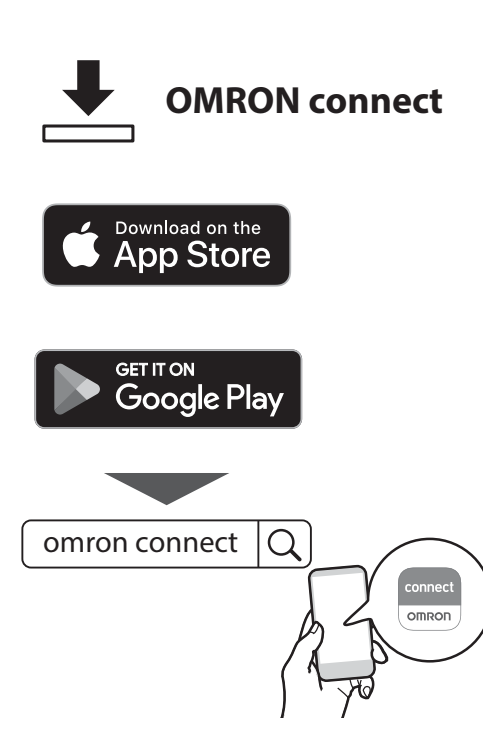 OMRON connect
Download on the
App Store
GET IT ON
Google Play
omron connect
connect
OMRON